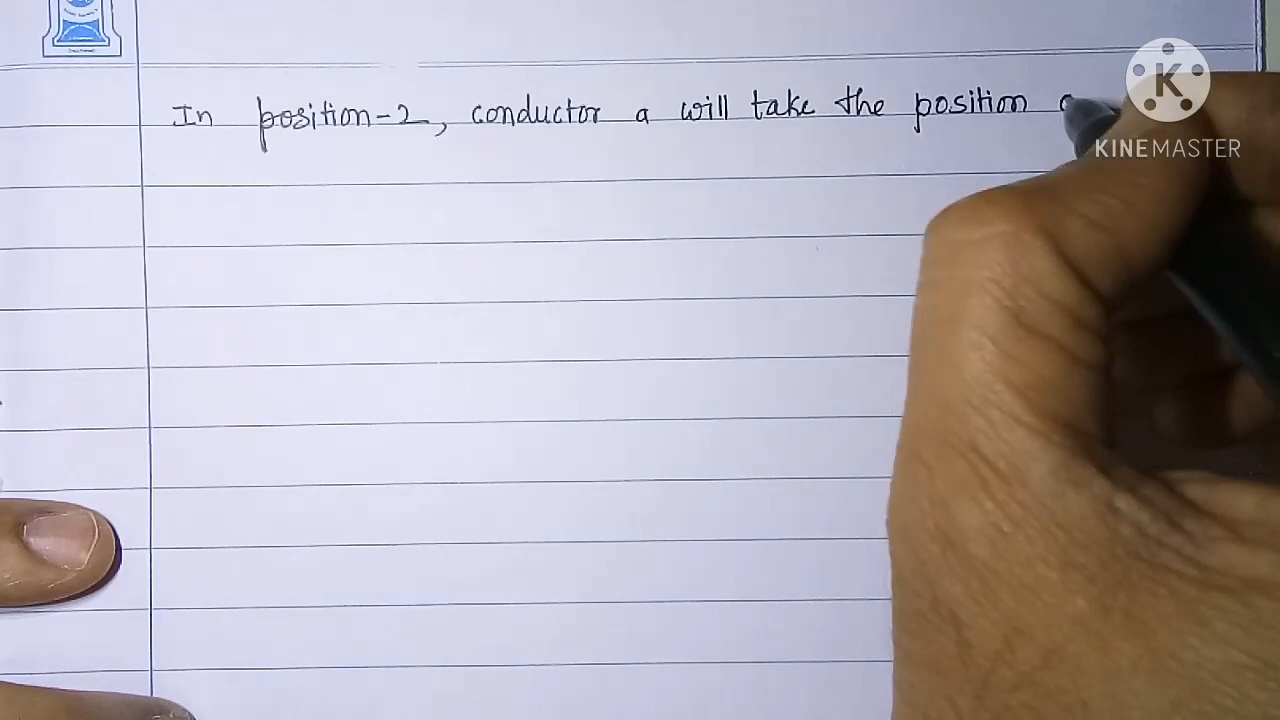 In position-2, conductor a will take the position
KINEMASTER